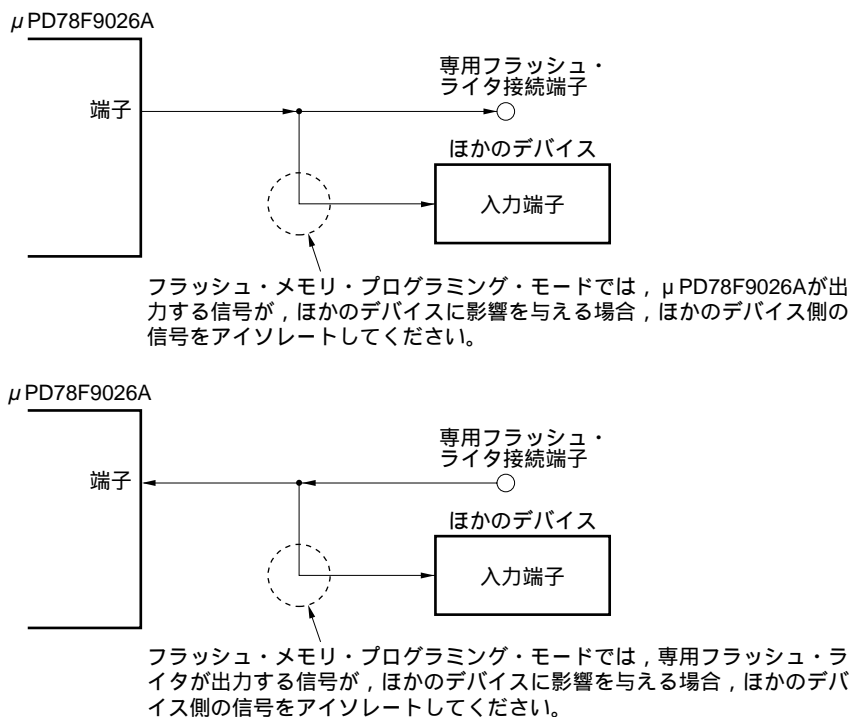 μPD78F9026A
専用フラッシュ・
ライタ接続端子
端子
ほかのデバイス
入力端子
フラッシュ・メモリ・プログラミング・モードでは，μPD78F9026Aが出
力する信号が，ほかのデバイスに影響を与える場合，ほかのデバイス側の
信号をアイソレートしてください。
μPD78F9026A
専用フラッシュ・
ライタ接続端子
端子
ほかのデバイス
入力端子
フラッシュ・メモリ・プログラミング・モードでは，専用フラッシュ・ラ
イタが出力する信号が，ほかのデバイスに影響を与える場合，ほかのデバ
イス側の信号をアイソレートしてください。